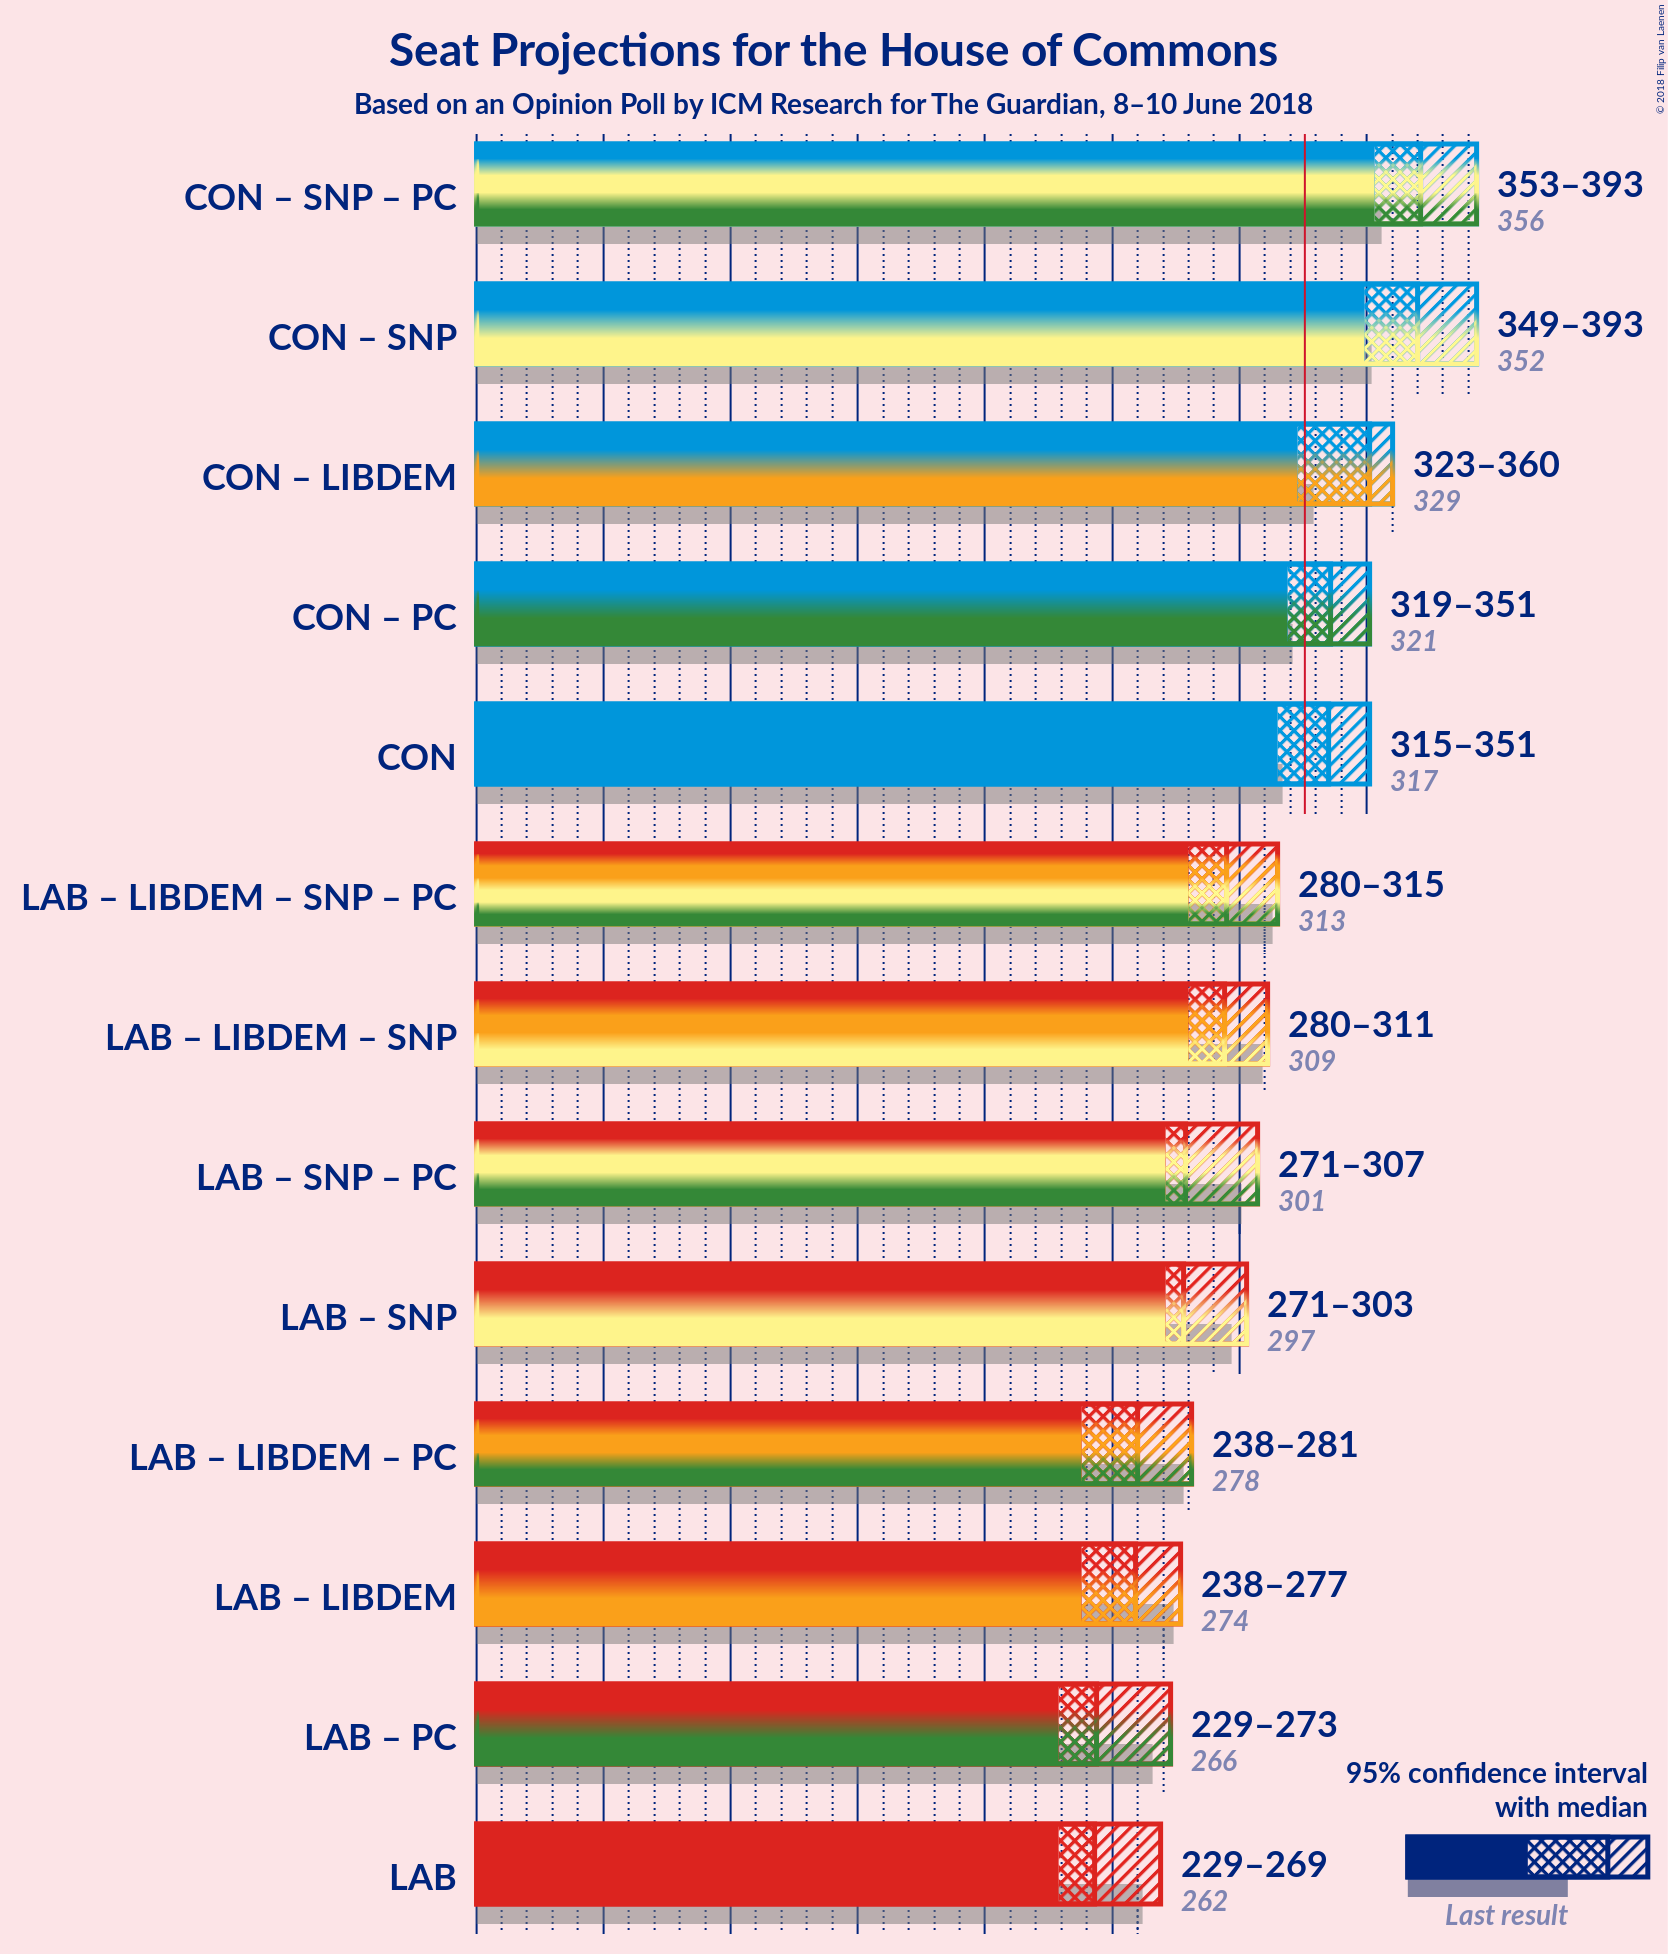 Seat Projections for the House of Commons
Based on an Opinion Poll by ICM Research for The Guardian, 8–10 June 2018
© 2018 Filip van Laenen
CON – SNP – PC
353–393
356
CON – SNP
349–393
352
CON – LIBDEM
323–360
329
CON – PC
319–351
321
CON
315–351
317
LAB – LIBDEM – SNP – PC
280–315
313
LAB – LIBDEM – SNP
280–311
309
LAB – SNP – PC
271–307
301
LAB – SNP
271–303
297
LAB – LIBDEM – PC
238–281
278
LAB – LIBDEM
238–277
274
LAB – PC
229–273
266
LAB
229–269
262
95% confidence interval
with median
Last result